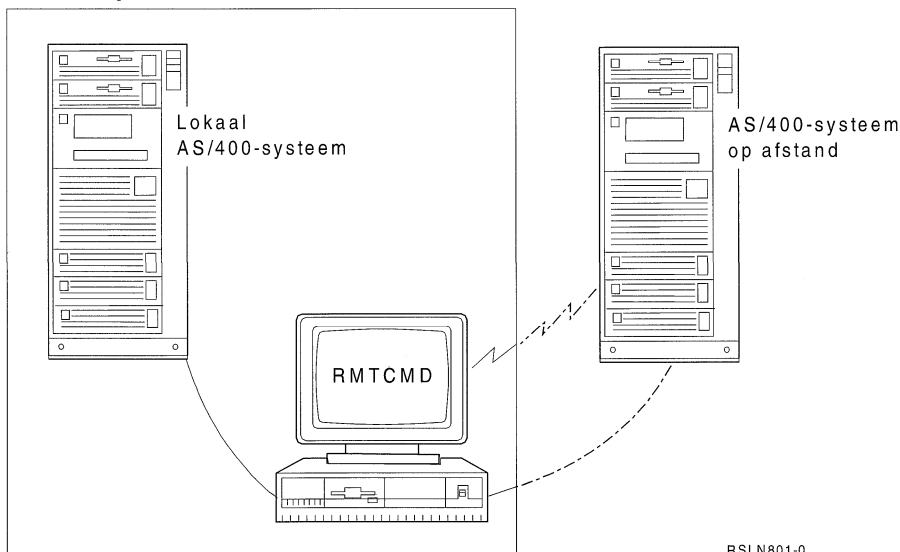 Lokaal
AS/400-systeem
AS/400-systeem
op afstand
RMTCMD
RSLN801-0